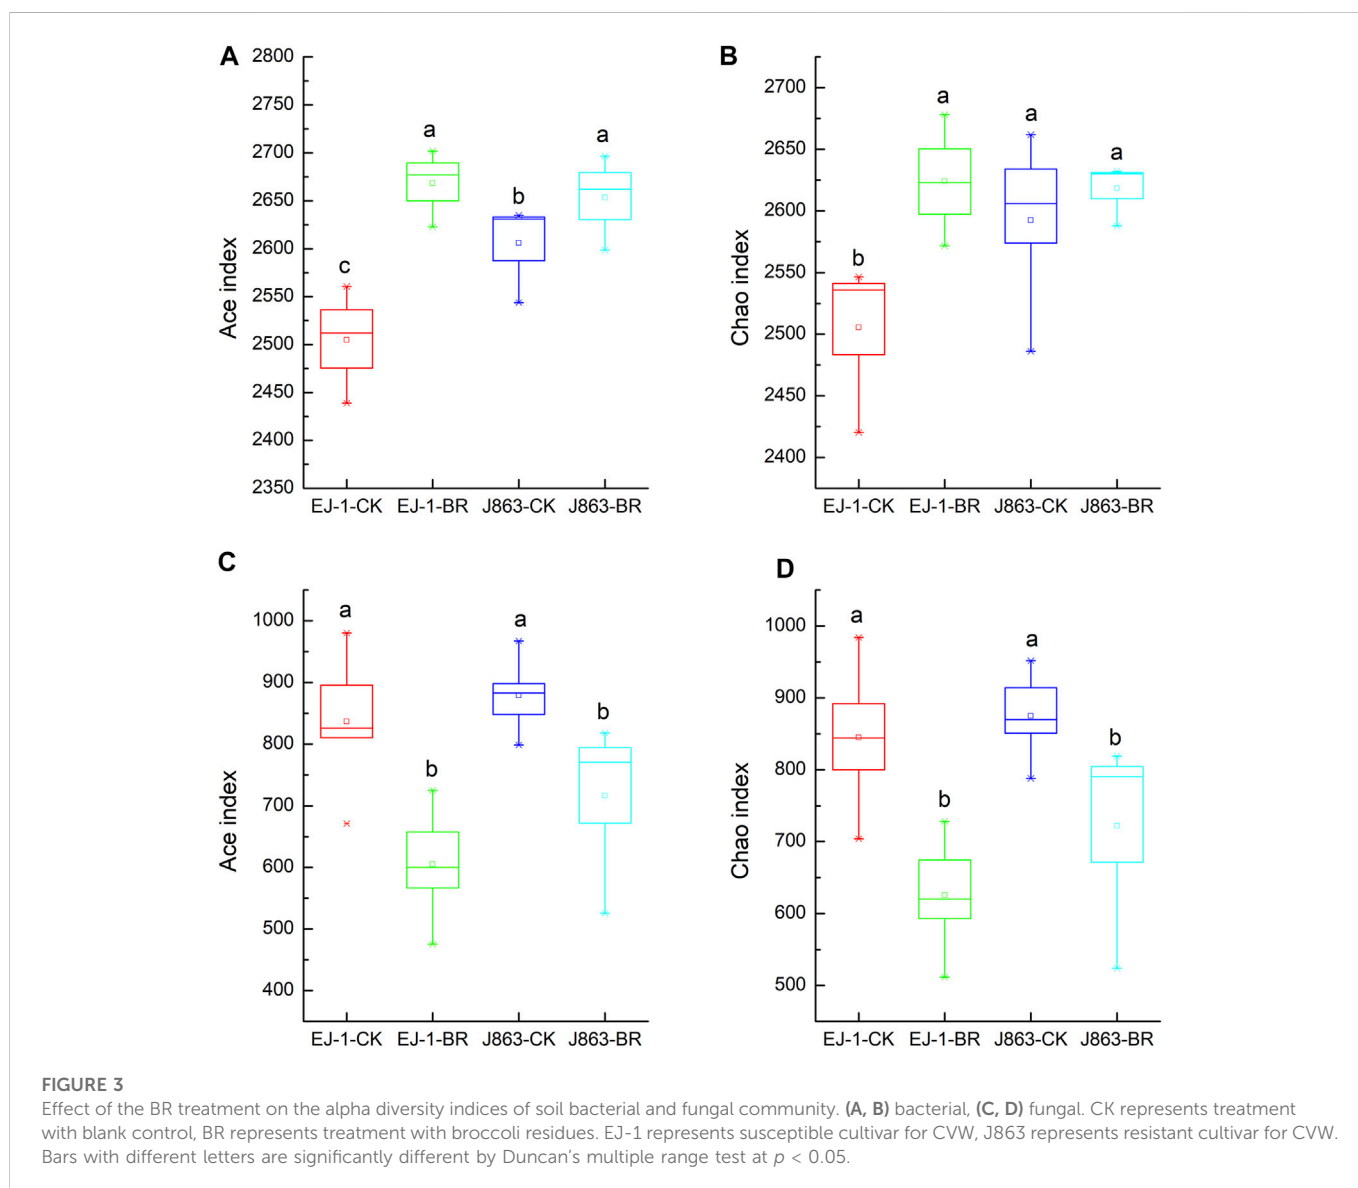 A
2800
2750
2700
2650
2600
2550
2500
2450
2400
2350
Ace index
c
a
b
a
EJ-1-CK EJ-1-BR J863-CK J863-BR
B
2700
2650
2600
2550
2500
2450
2400
Chao index
b
a
a
a
EJ-1-CK EJ-1-BR J863-CK J863-BR
C
1000
900
800
700
600
500
400
Ace index
a
b
a
b
EJ-1-CK EJ-1-BR J863-CK J863-BR
D
1000
900
800
700
600
500
Chao index
a
b
a
b
EJ-1-CK EJ-1-BR J863-CK J863-BR
FIGURE 3
Effect of the BR treatment on the alpha diversity indices of soil bacterial and fungal community. (A, B) bacterial, (C, D) fungal. CK represents treatment
with blank control, BR represents treatment with broccoli residues. EJ-1 represents susceptible cultivar for CVW, J863 represents resistant cultivar for CVW.
Bars with different letters are significantly different by Duncan's multiple range test at p < 0.05.